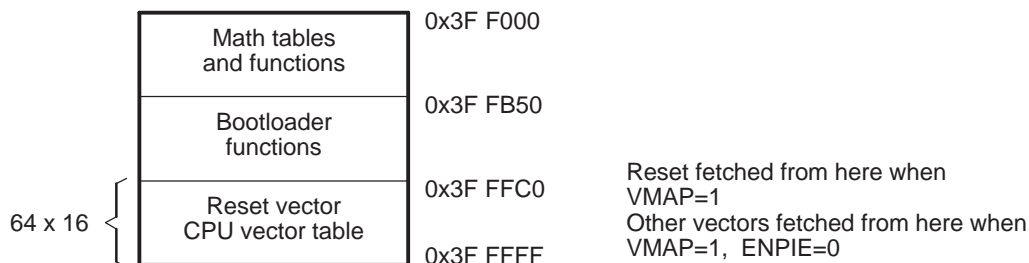 Math tables
and functions
0x3F F000
Bootloader
functions
0x3F FB50
64 x 16
Reset vector
CPU vector table
0x3F FFC0
0x3F FFFF
Reset fetched from here when
VMAP=1
Other vectors fetched from here when
VMAP=1, ENPIE=0